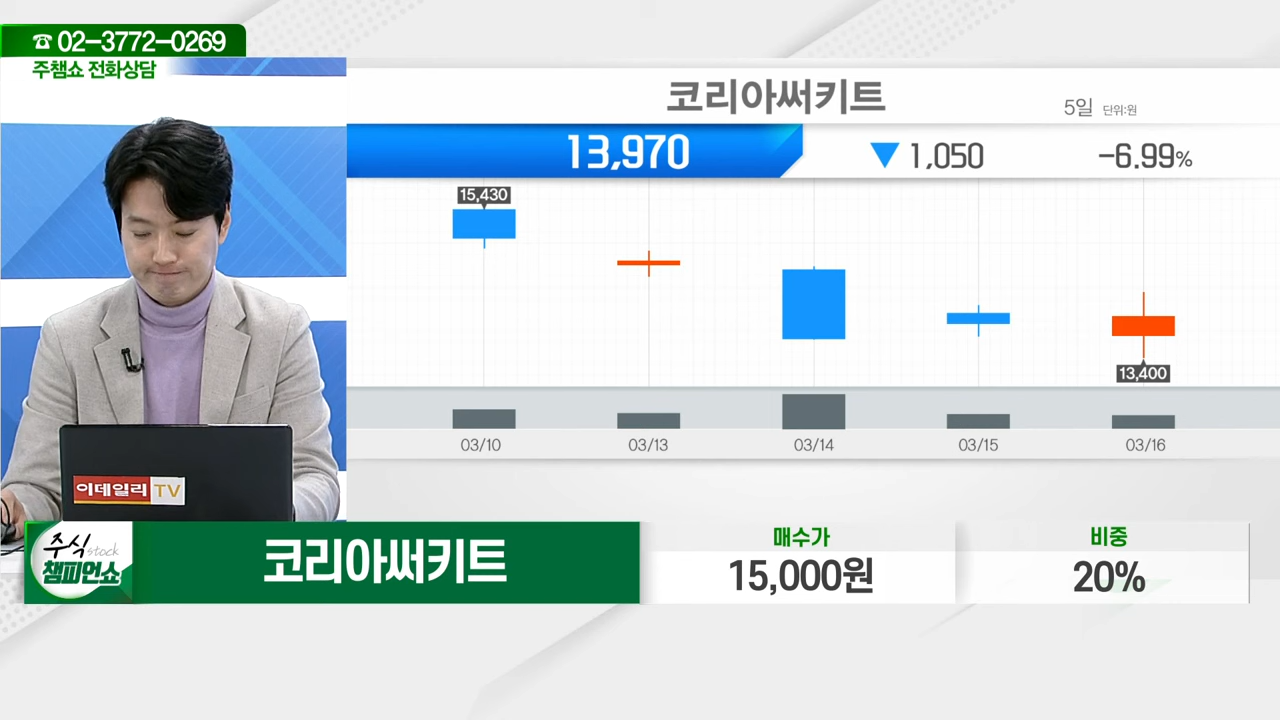 ☎ 02-3772-0269
주챔쇼 전화상담
코리아써키트
5일 단위:원
13,970 ▼ 1,050 -6.99%
15,430
13,400
03/10 03/13 03/14 03/15 03/16
이데일리 TV
주식 stock
챔피언쇼
코리아써키트
매수가
15,000원
비중
20%